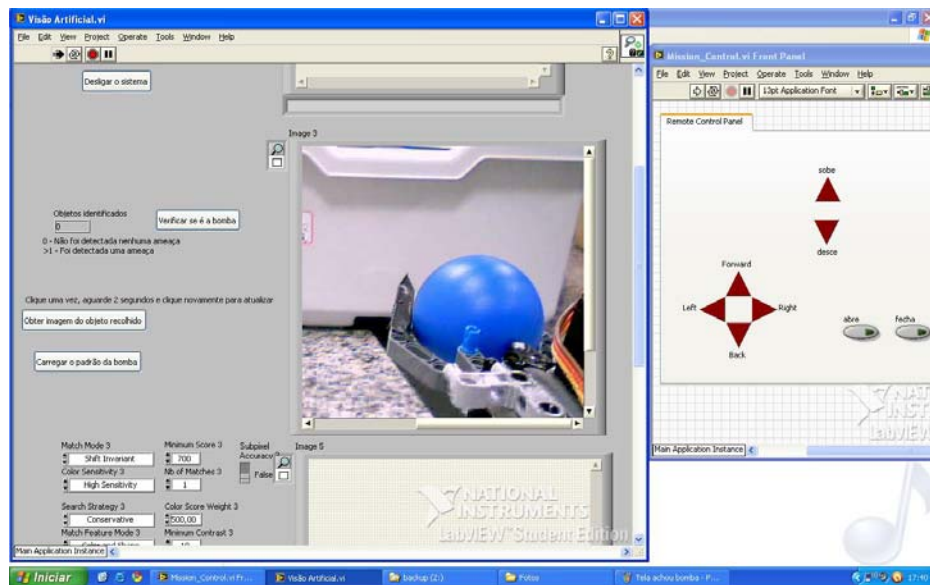 Visão Artificial.vi
File Edit View Project Operate Tools Window Help
Desligar o sistema
Image 3
Objetos identificados
0
Verificar se é a bomba
0 - Não foi detectada nenhuma ameaça
>1 - Foi detectada uma ameaça
Clique uma vez, aguarde 2 segundos e clique novamente para atualizar
Obter imagem do objeto recolhido
Carregar o padrão da bomba
Match Mode 3
Shift Invariant
Minimum Score 3
700
Subpixel
False
Color Sensitivity 3
High Sensitivity
Nb of Matches 3
1
Search Strategy 3
Conservative
Color Score Weight 3
500,00
Match Feature Mode 3
Color and Shape
Minimum Contrast 3
10
Image 5
NATIONAL
INSTRUMENTS
LabVIEW Student Edition
Main Application Instance
Mission_Control.vi Front Panel
File Edit View Project Operate Tools Window Help
13pt Application Font
Remote Control Panel
sobe
desce
Forward
Left
Right
Back
abre
fecha
Main Application Instance
Iniciar
Mission_Control.vi Fr...
Visão Artificial.vi
backup (Z:)
Fotos
Tela achou bomba - P...